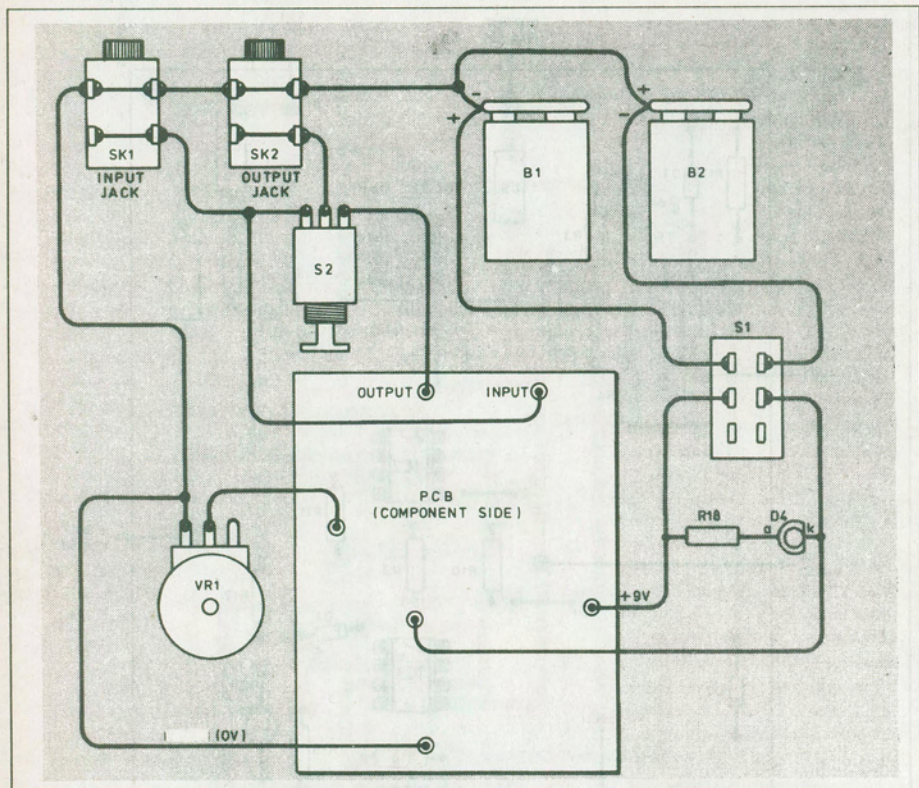 SK1
INPUT
JACK
SK2
OUTPUT
JACK
- +
+ -
B1
B2
S2
S1
OUTPUT
INPUT
PCB
(COMPONENT SIDE)
R18
D4
a
k
VR1
+9V
(0V)